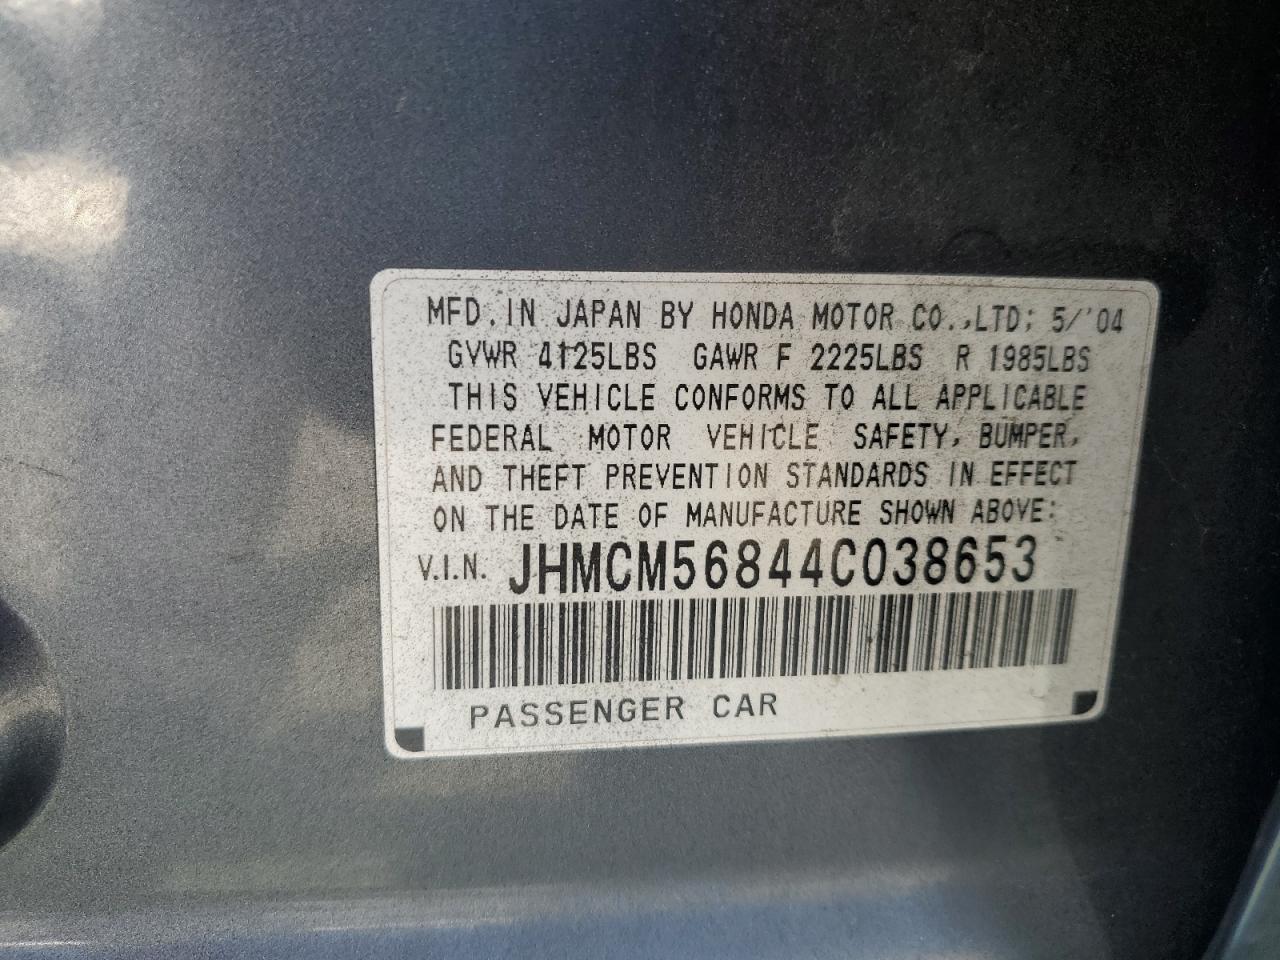 MFD. IN JAPAN BY HONDA MOTOR CO.,LTD; 5/'04
GVWR 4125LBS GAWR F 2225LBS R 1985LBS
THIS VEHICLE CONFORMS TO ALL APPLICABLE
FEDERAL MOTOR VEHICLE SAFETY, BUMPER,
AND THEFT PREVENTION STANDARDS IN EFFECT
ON THE DATE OF MANUFACTURE SHOWN ABOVE:
V.I.N. JHMCM56844C038653
PASSENGER CAR